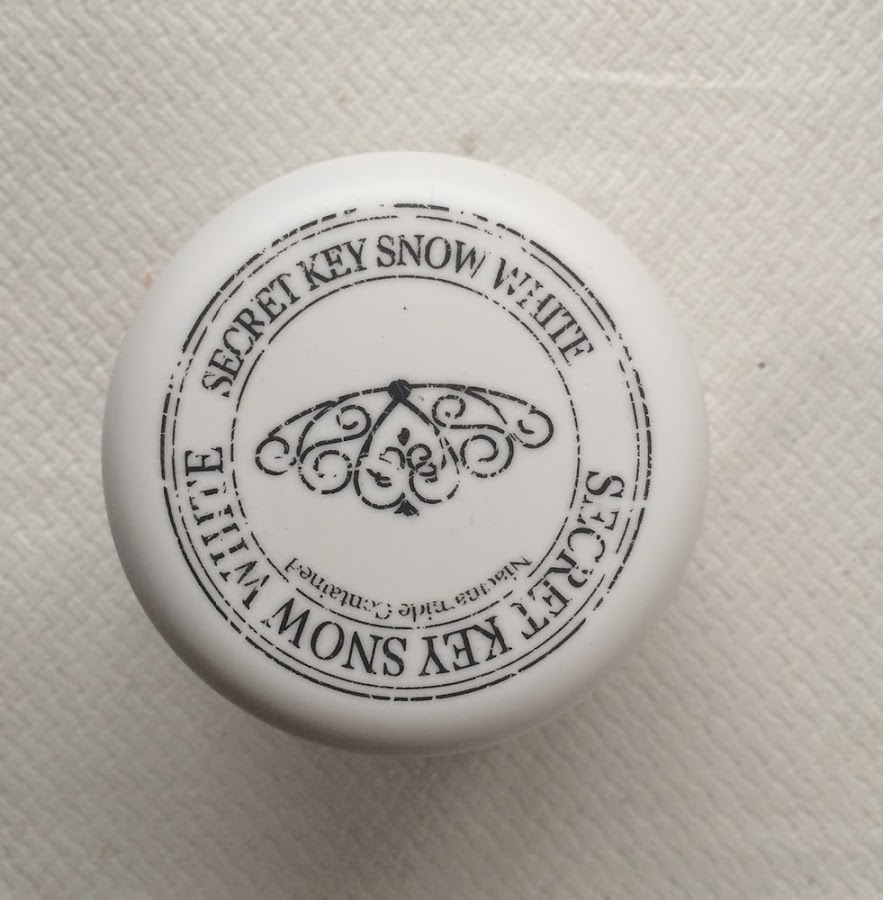 SECRET KEY SNOW WHITE
SECRET KEY SNOW WHITE
Niacinamide Contained